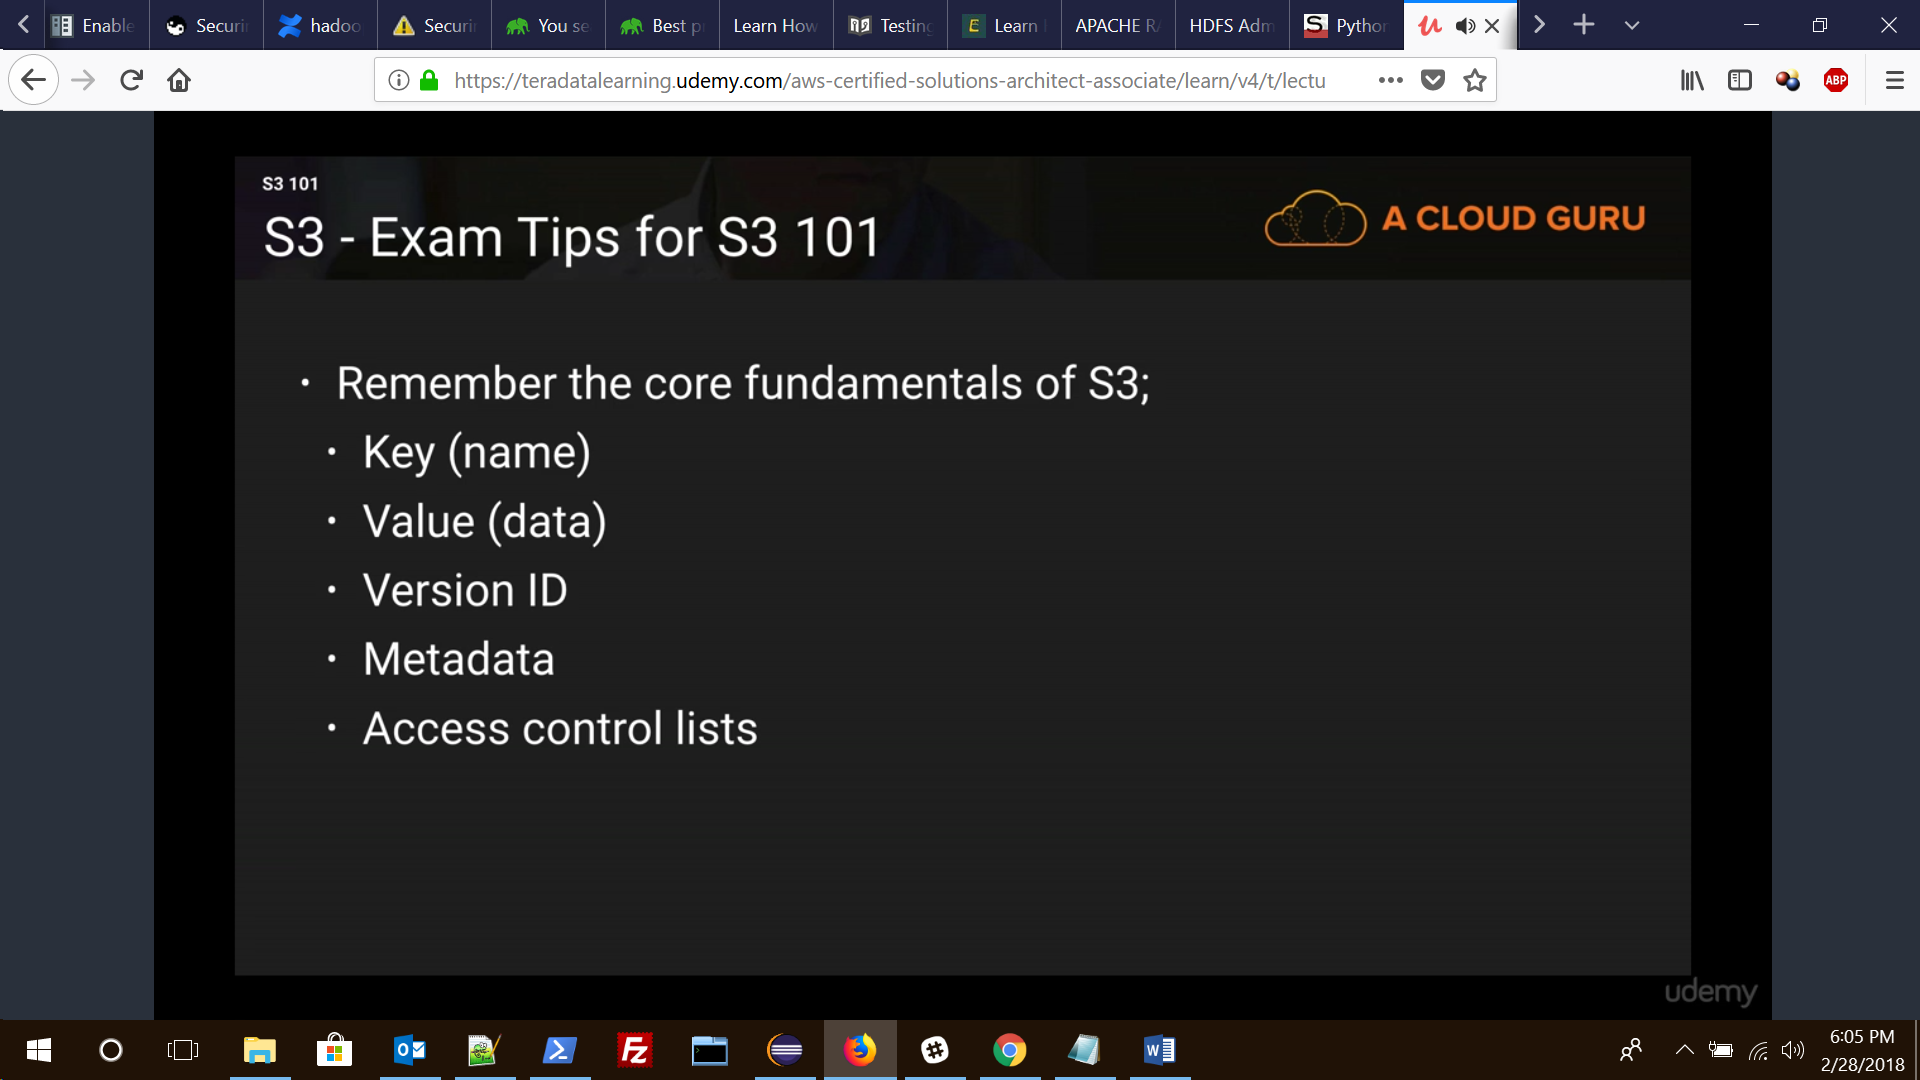 Enable
Securi
hadoo
Securi
You se
Best p
Learn How
Testing
E
Learn
APACHE RA
HDFS Adm
S
Pytho
https://teradatalearning.udemy.com/aws-certified-solutions-architect-associate/learn/v4/t/lectu
ABP
S3 101
S3 - Exam Tips for S3 101
A CLOUD GURU
• Remember the core fundamentals of S3;
• Key (name)
• Value (data)
• Version ID
• Metadata
• Access control lists
udemy
6:05 PM
2/28/2018